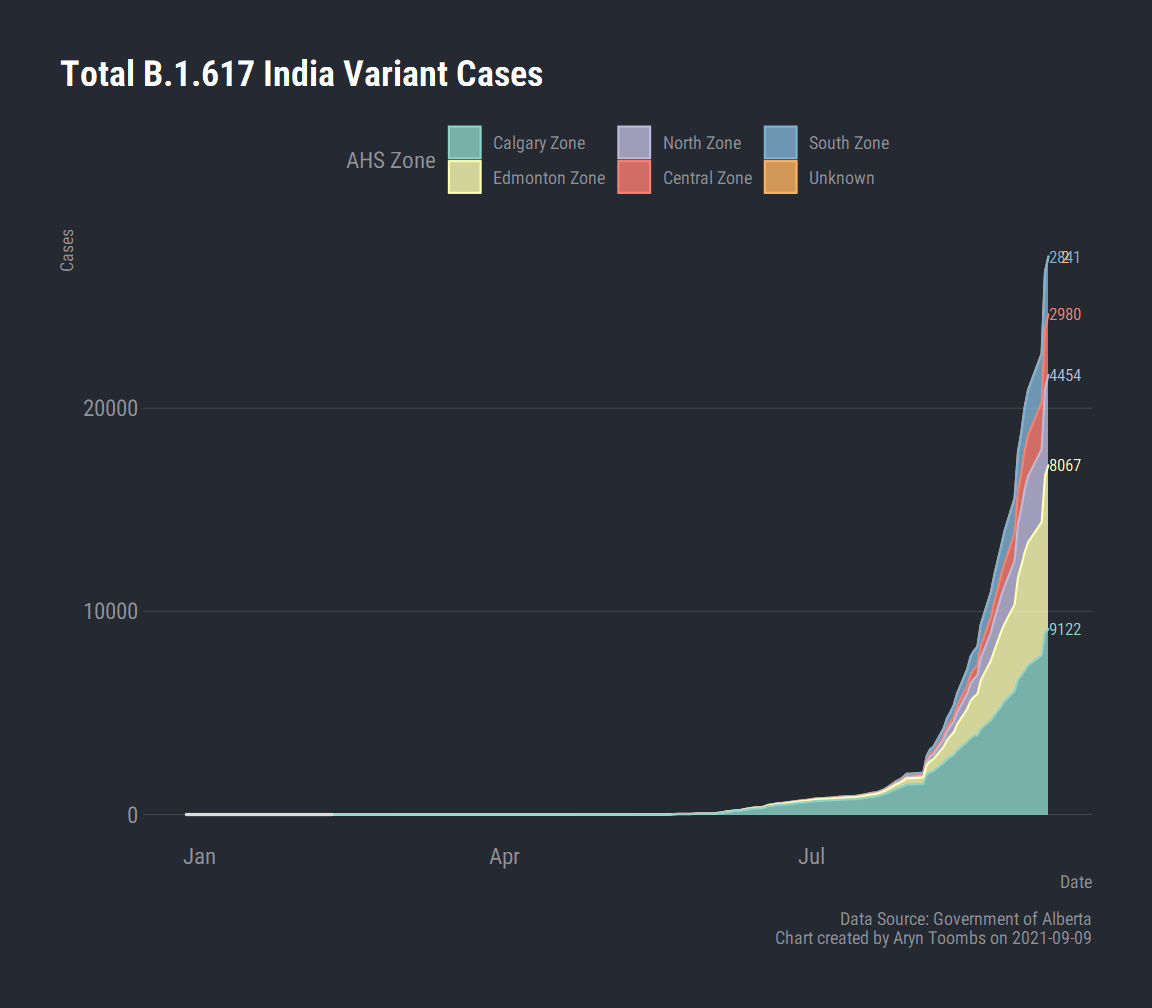 Total B.1.617 India Variant Cases
AHS Zone
Calgary Zone
North Zone
South Zone
Edmonton Zone
Central Zone
Unknown
Cases
2841
2
2980
4454
20000
8067
10000
9122
0
Jan
Apr
Jul
Date
Data Source: Government of Alberta
Chart created by Aryn Toombs on 2021-09-09